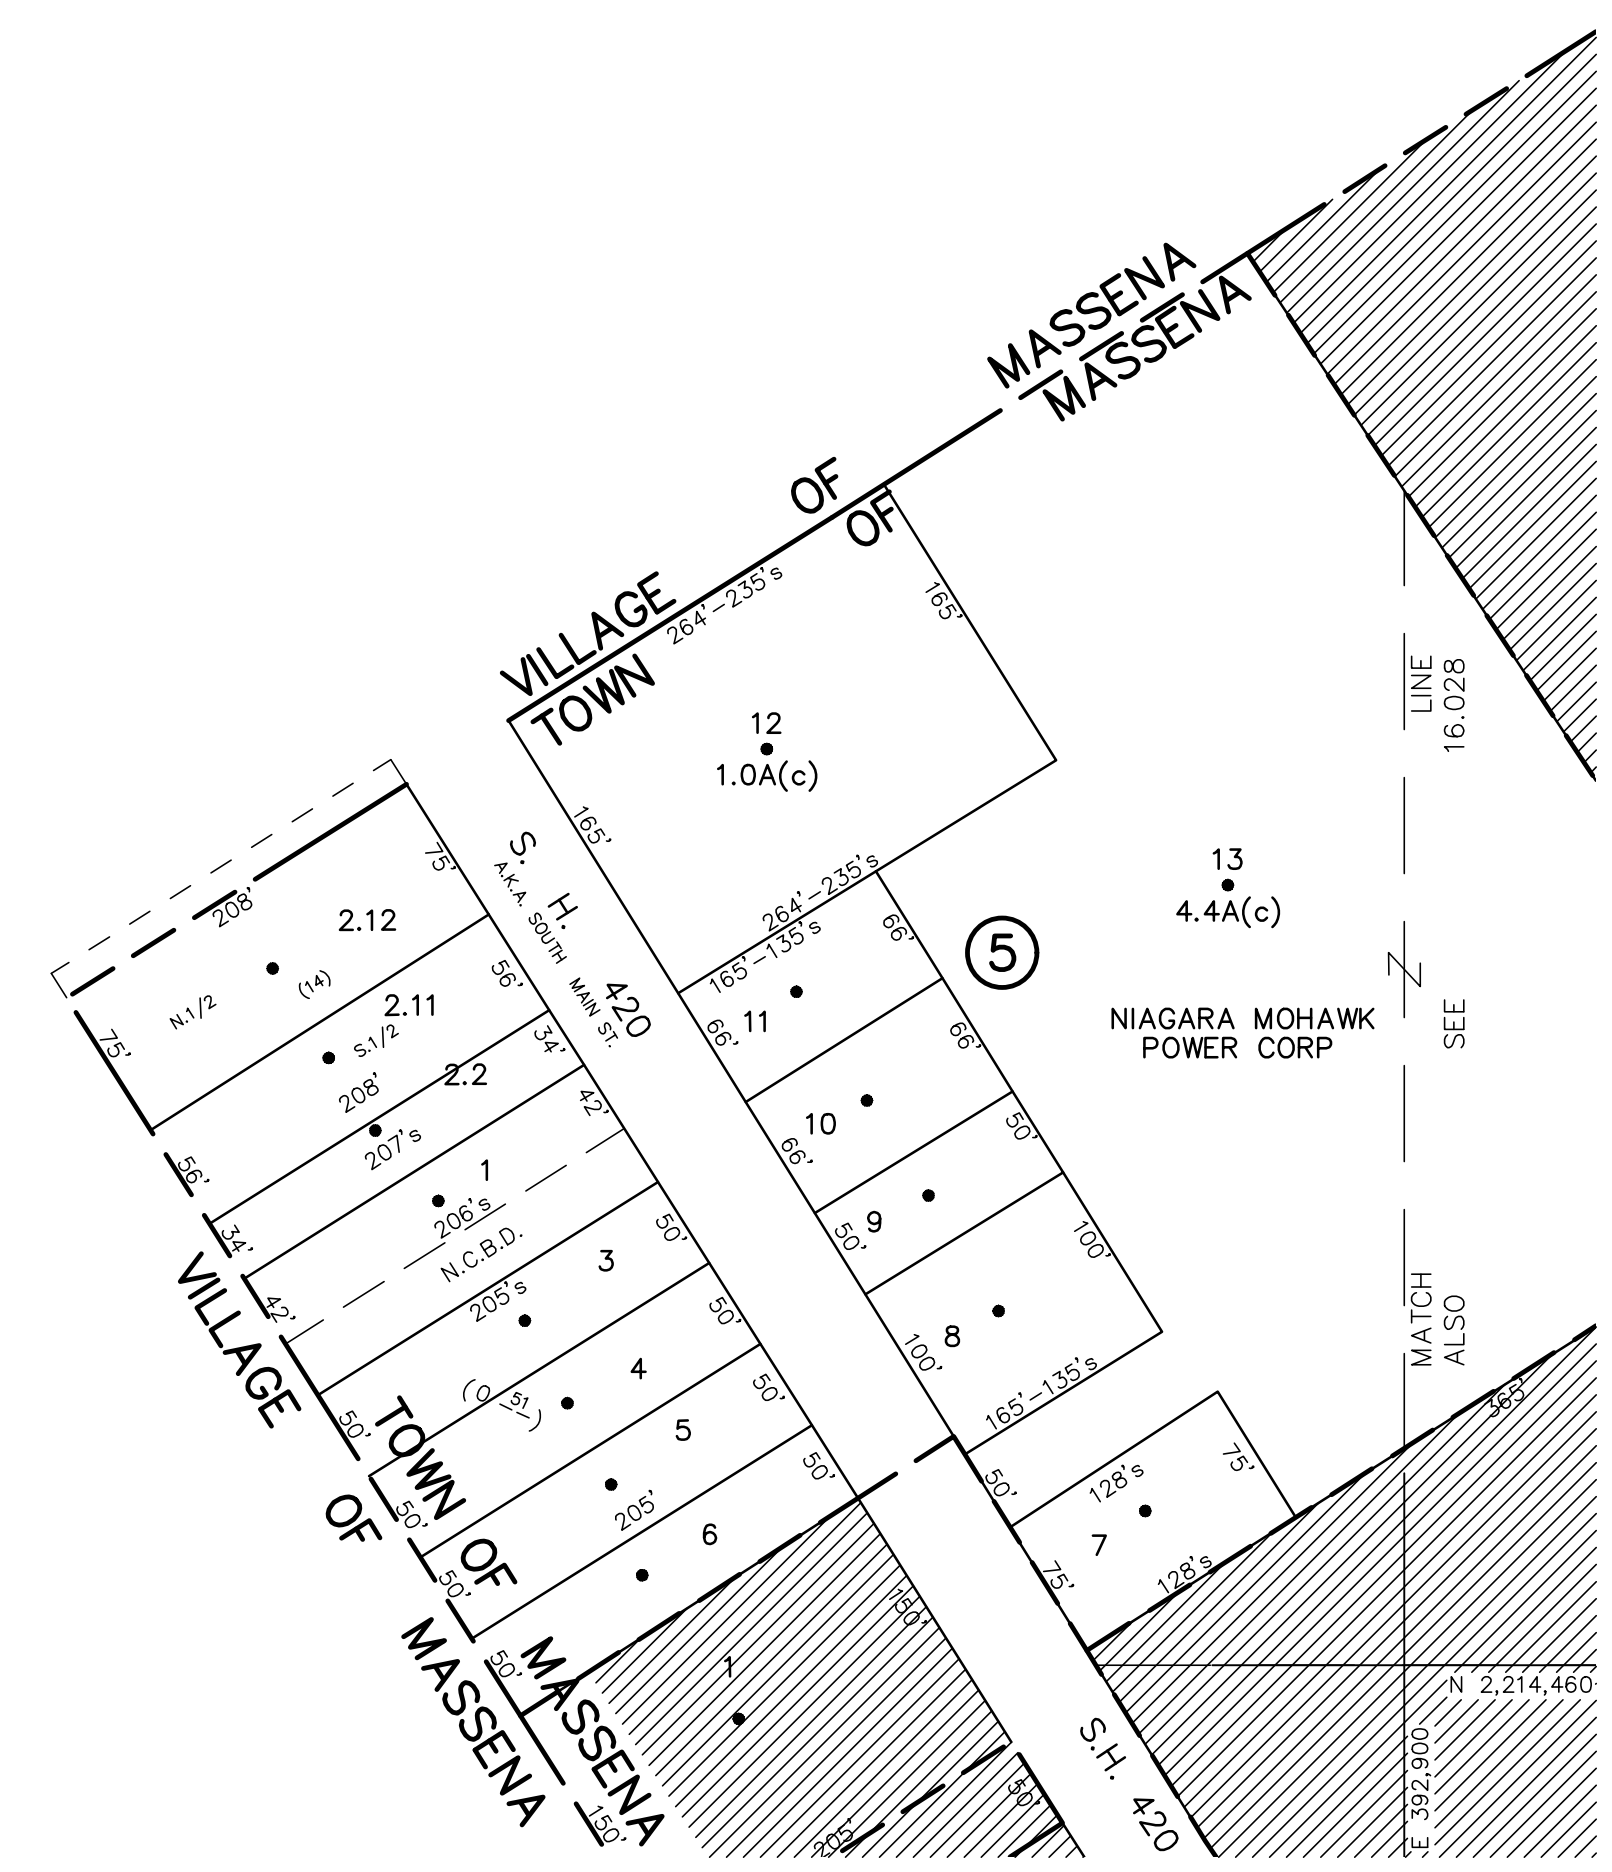 MASSENA
MASSENA
OF
OF
VILLAGE
TOWN
264'-235's
165'
12
1.0A(c)
165'
264'-235's
LINE
16.028
13
4.4A(c)
5
NIAGARA MOHAWK
POWER CORP
SEE
MATCH
ALSO
S. H. 420
A.K.A. SOUTH MAIN ST.
75'
208'
2.12
(14)
N.1/2
75'
56'
2.11
S.1/2
208'
56'
34'
2.2
207's
34'
42'
1
206's
N.C.B.D.
42'
50'
3
205's
50'
50'
4
(0 51)
50'
50'
5
205'
50'
50'
6
50'
165'-135's
66'
11
66'
66'
10
66'
50'
9
50'
100'
8
100'
165'-135's
50'
128's
75'
7
75'
128's
365'
VILLAGE
OF
MASSENA
TOWN
OF
MASSENA
150'
1
150'
50'
205'
S.H. 420
N 2,214,460
E 392,900